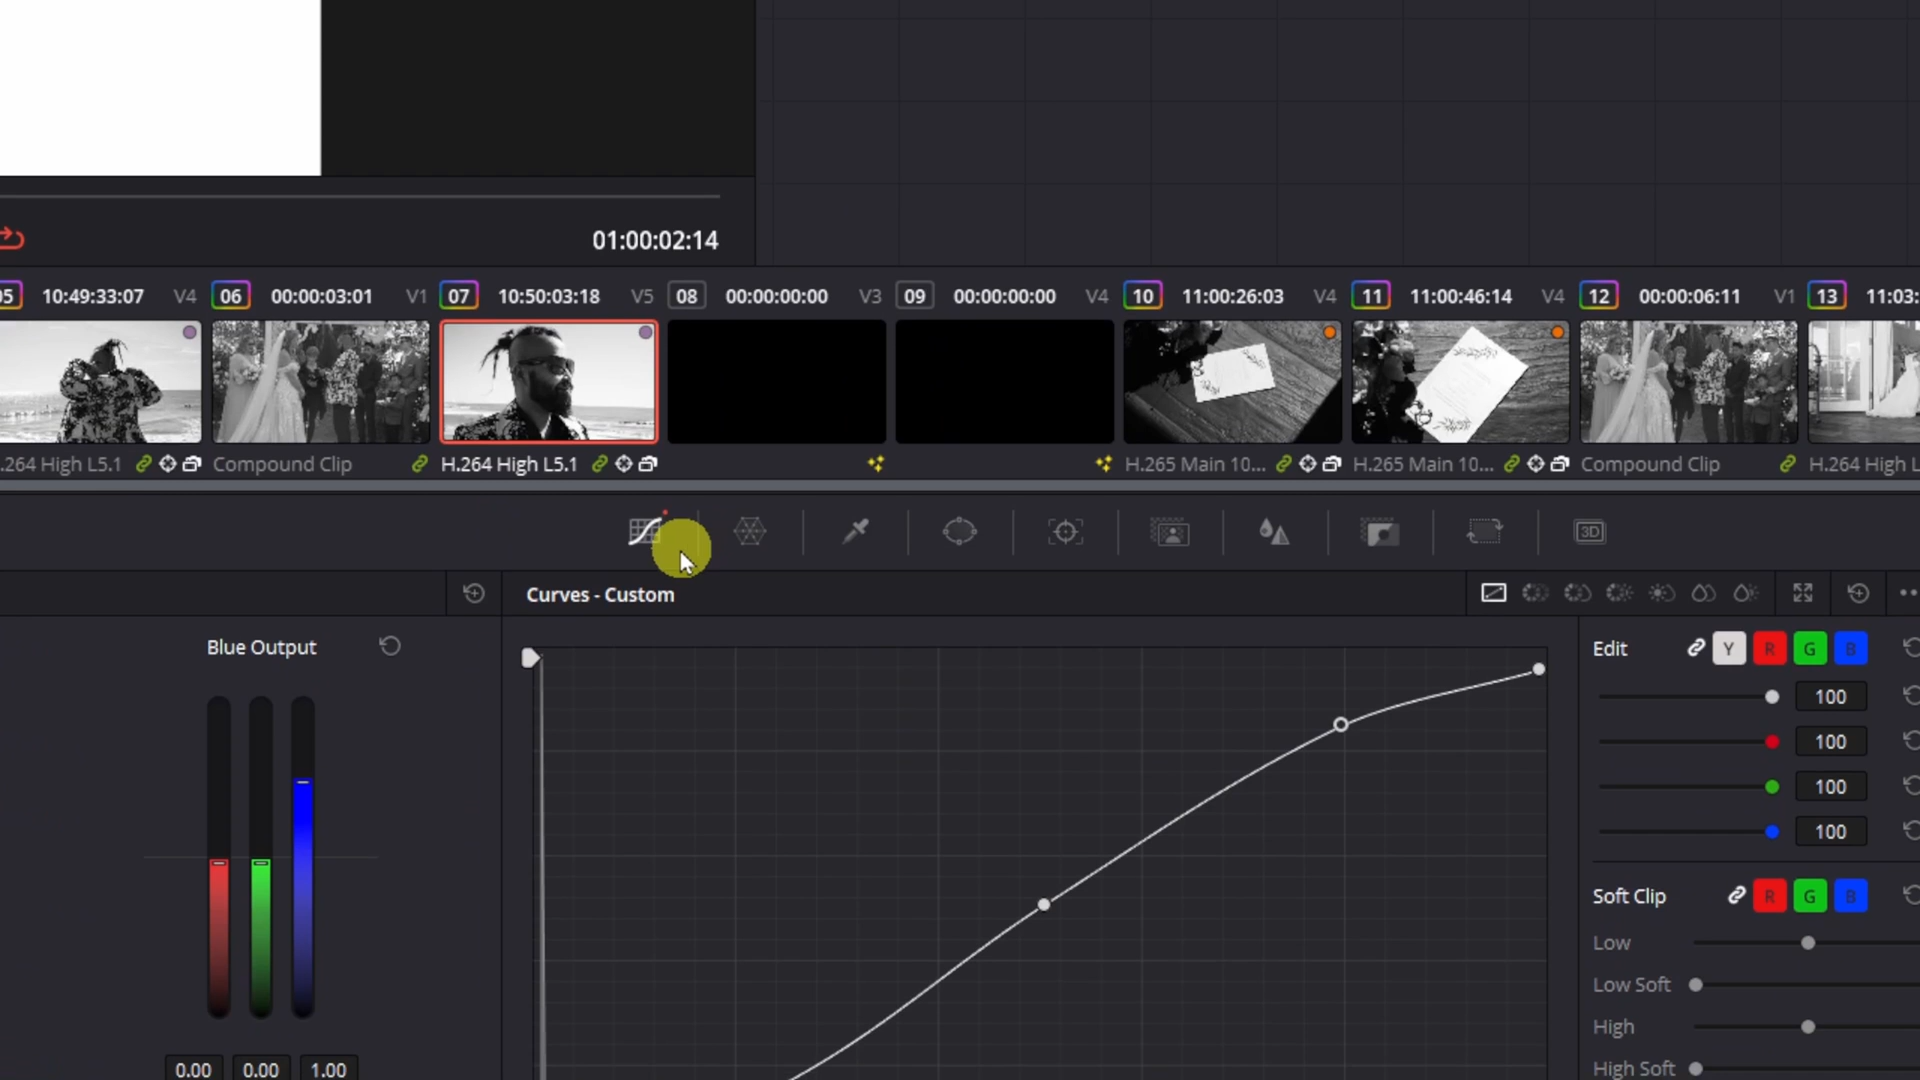 01:00:02:14
05 10:49:33:07 V4 06 00:00:03:01 V1 07 10:50:03:18 V5 08 00:00:00:00 V3 09 00:00:00:00 V4 10 11:00:26:03 V4 11 11:00:46:14 V4 12 00:00:06:11 V1 13 11:03:
.264 High L5.1 Compound Clip H.264 High L5.1 H.265 Main 10... H.265 Main 10... Compound Clip H.264 High L
3D
Curves - Custom
Blue Output
Edit Y R G B
100
100
100
100
Soft Clip R G B
Low
Low Soft
High
High Soft
0.00 0.00 1.00